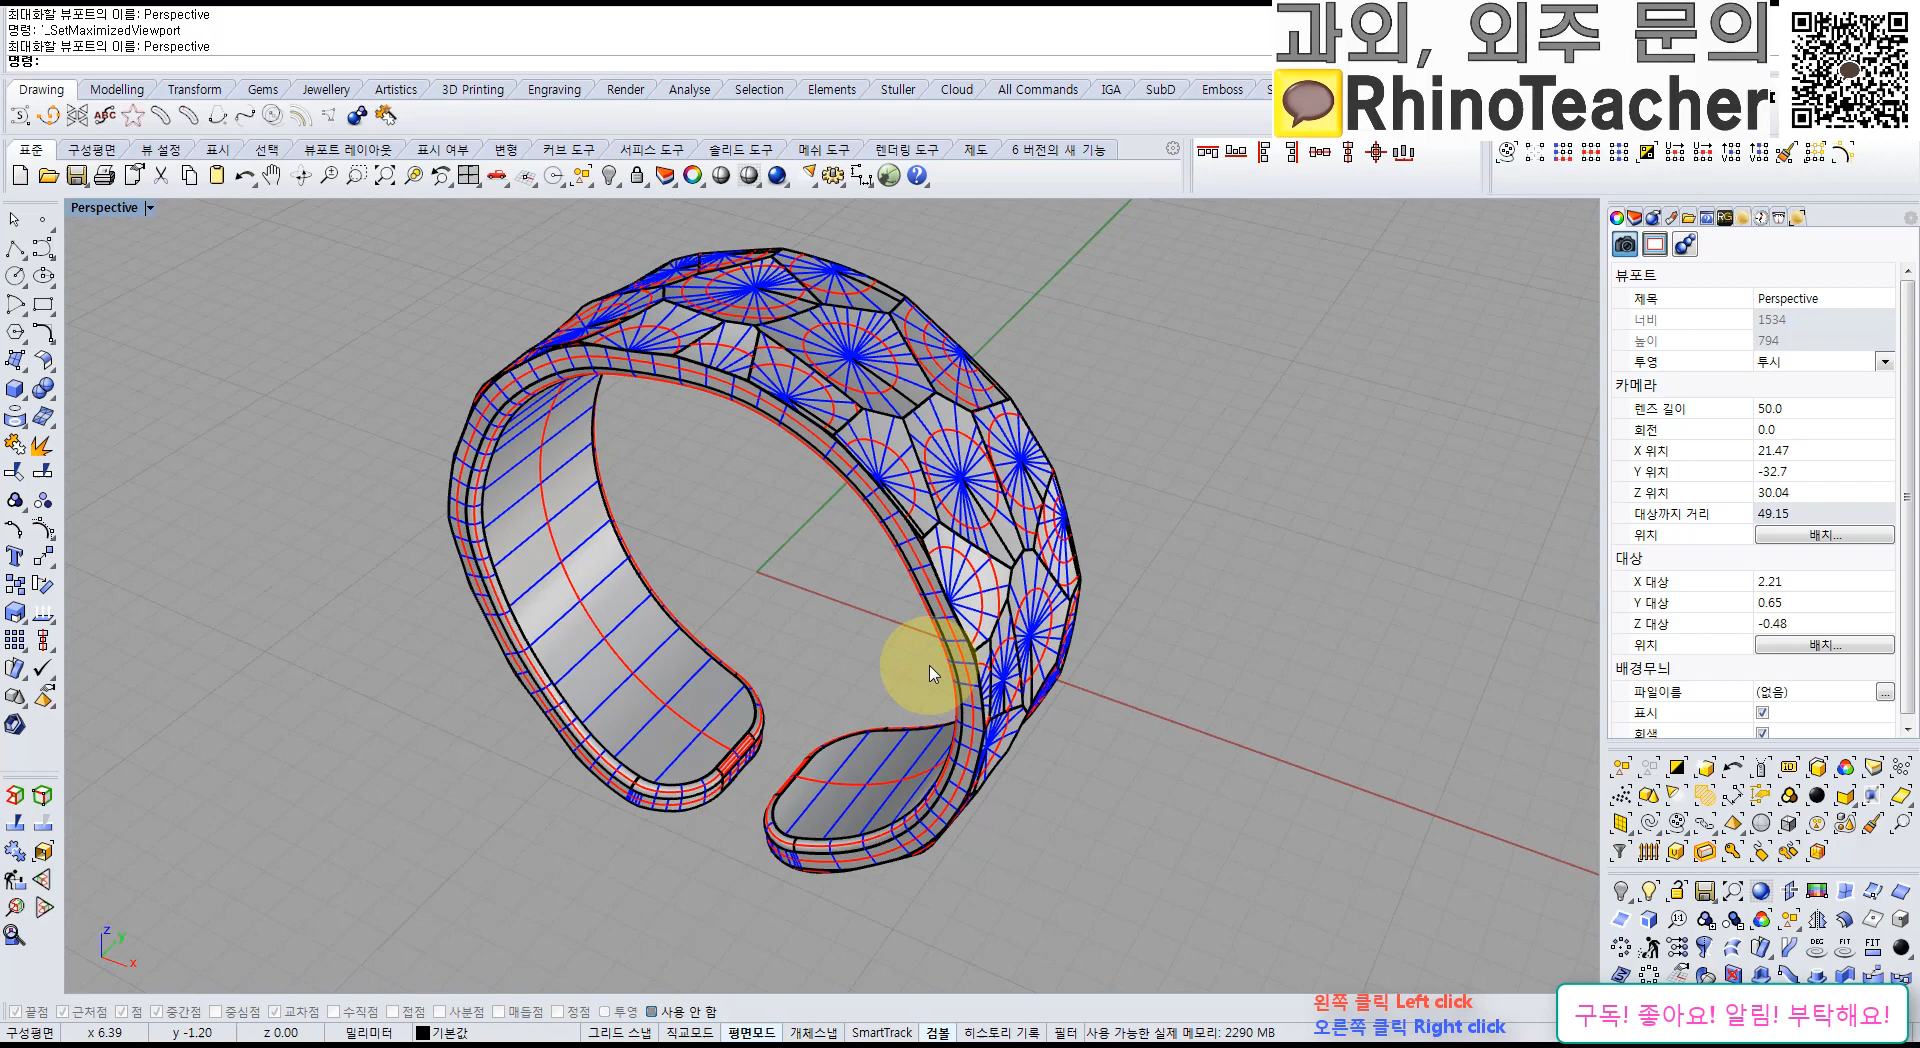 최대화할 뷰포트의 이름: Perspective
명령: '_SetMaximizedViewport
최대화할 뷰포트의 이름: Perspective
명령:
과외, 외주 문의
RhinoTeacher
Drawing Modelling Transform Gems Jewellery Artistics 3D Printing Engraving Render Analyse Selection Elements Stuller Cloud All Commands IGA SubD Emboss
ABC
표준 구성평면 뷰 설정 표시 선택 뷰포트 레이아웃 표시 여부 변형 커브 도구 서피스 도구 솔리드 도구 메쉬 도구 렌더링 도구 제도 6 버전의 새 기능
Perspective
뷰포트
제목 Perspective
너비 1534
높이 794
투영 투시
카메라
렌즈 길이 50.0
회전 0.0
X 위치 21.47
Y 위치 -32.7
Z 위치 30.04
대상까지 거리 49.15
위치 배치...
대상
X 대상 2.21
Y 대상 0.65
Z 대상 -0.48
위치 배치...
배경무늬
파일이름 (없음) ...
표시
회색
z
y
x
끝점 근처점 점 중간점 중심점 교차점 수직점 접점 사분점 매듭점 정점 투영 사용 안 함
왼쪽 클릭 Left click
오른쪽 클릭 Right click
구독! 좋아요! 알림! 부탁해요!
구성평면 x 6.39 y -1.20 z 0.00 밀리미터 기본값 그리드 스냅 직교모드 평면모드 개체스냅 SmartTrack 검볼 히스토리 기록 필터 사용 가능한 실제 메모리: 2290 MB